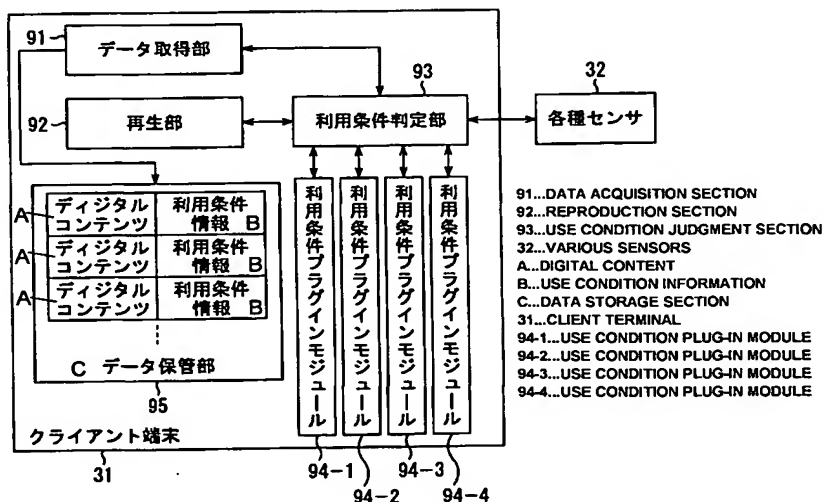 91
データ取得部
93
32
92
再生部
利用条件判定部
各種センサ
A
ディジタル
コンテンツ
利用条件
情報 B
A
ディジタル
コンテンツ
利用条件
情報 B
A
ディジタル
コンテンツ
利用条件
情報 B
C データ保管部
95
利用条件プラグインモジュール
利用条件プラグインモジュール
利用条件プラグインモジュール
利用条件プラグインモジュール
クライアント端末
31
94-1
94-2
94-3
94-4
91...DATA ACQUISITION SECTION
92...REPRODUCTION SECTION
93...USE CONDITION JUDGMENT SECTION
32...VARIOUS SENSORS
A...DIGITAL CONTENT
B...USE CONDITION INFORMATION
C...DATA STORAGE SECTION
31...CLIENT TERMINAL
94-1...USE CONDITION PLUG-IN MODULE
94-2...USE CONDITION PLUG-IN MODULE
94-3...USE CONDITION PLUG-IN MODULE
94-4...USE CONDITION PLUG-IN MODULE